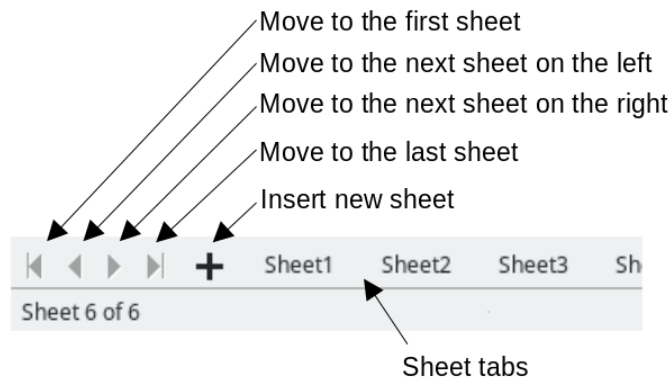 Move to the first sheet
Move to the next sheet on the left
Move to the next sheet on the right
Move to the last sheet
Insert new sheet
Sheet1 Sheet2 Sheet3 Sh
Sheet 6 of 6
Sheet tabs